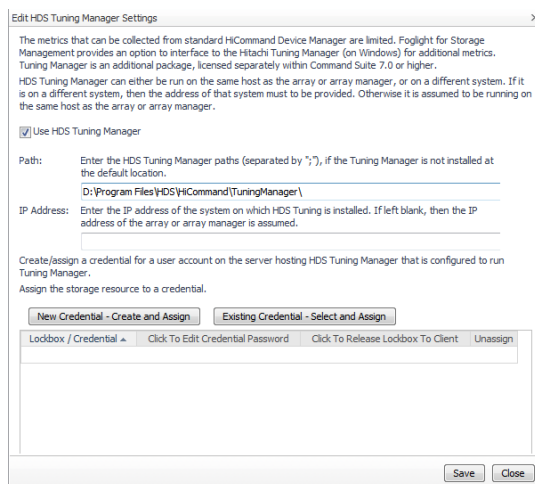 Edit HDS Tuning Manager Settings
The metrics that can be collected from standard HiCommand Device Manager are limited. Foglight for Storage
Management provides an option to interface to the Hitachi Tuning Manager (on Windows) for additional metrics.
Tuning Manager is an additional package, licensed separately within Command Suite 7.0 or higher.
HDS Tuning Manager can either be run on the same host as the array or array manager, or on a different system. If it
is on a different system, then the address of that system must be provided. Otherwise it is assumed to be running on
the same host as the array or array manager.
Use HDS Tuning Manager
Path: Enter the HDS Tuning Manager paths (separated by ";"), if the Tuning Manager is not installed at
the default location.
D:\Program Files\HDS\HiCommand\TuningManager\
IP Address: Enter the IP address of the system on which HDS Tuning is installed. If left blank, then the IP
address of the array or array manager is assumed.
Create/assign a credential for a user account on the server hosting HDS Tuning Manager that is configured to run
Tuning Manager.
Assign the storage resource to a credential.
New Credential - Create and Assign Existing Credential - Select and Assign
Lockbox / Credential Click To Edit Credential Password Click To Release Lockbox To Client Unassign
Save Close